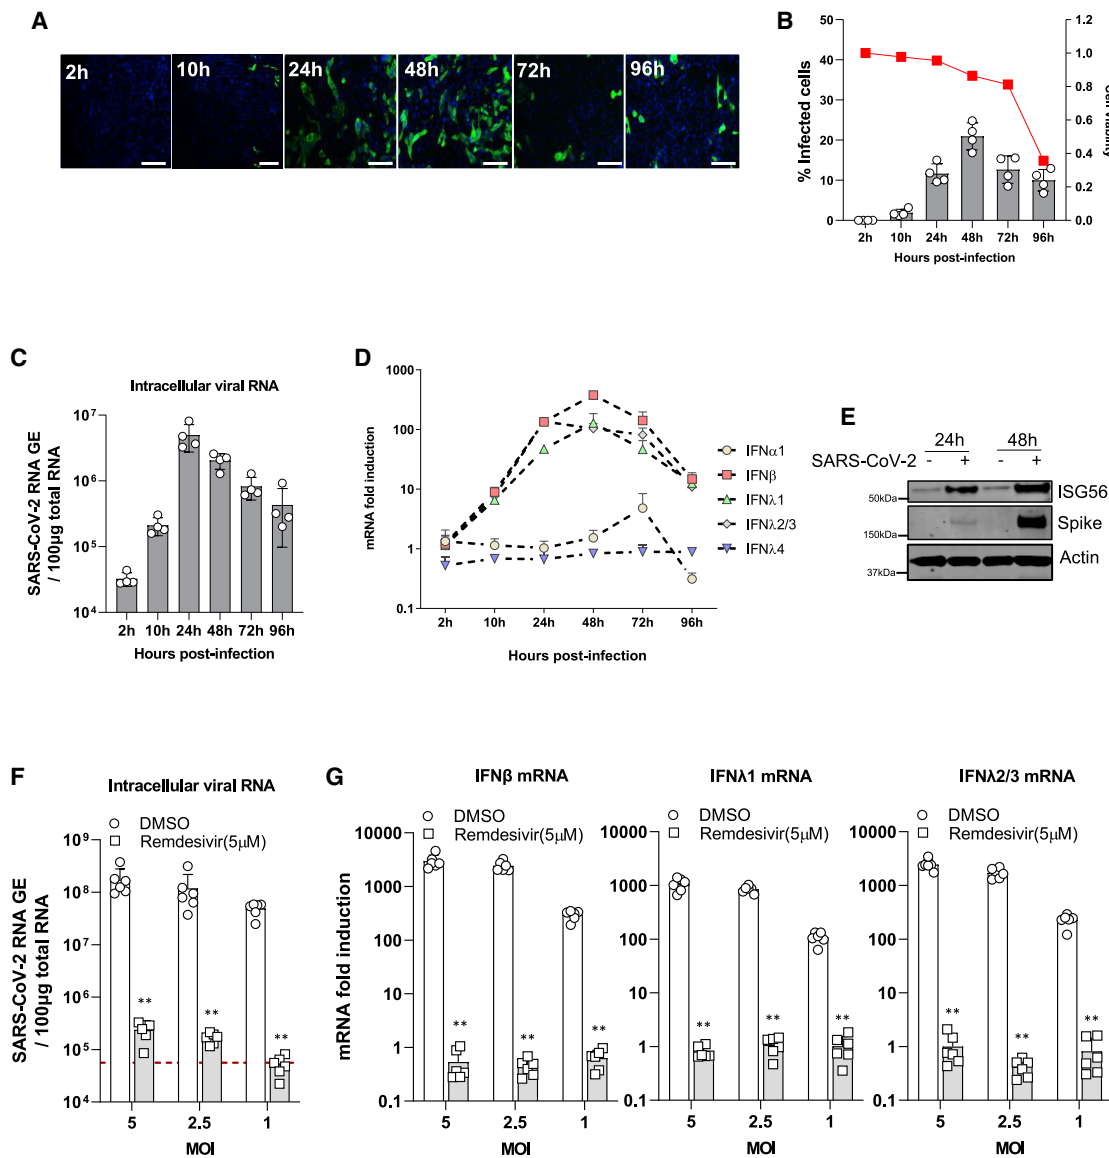 A
2h
10h
24h
48h
72h
96h
B
50
40
30
20
10
0
% Infected cells
1.2
1.0
0.8
0.6
0.4
0.2
0.0
Cell Viability
2h 10h 24h 48h 72h 96h
Hours post-infection
C
Intracellular viral RNA
SARS-CoV-2 RNA GE
/ 100µg total RNA
10⁷
10⁶
10⁵
10⁴
2h 10h 24h 48h 72h 96h
Hours post-infection
D
mRNA fold induction
1000
100
10
1
0.1
2h 10h 24h 48h 72h 96h
Hours post-infection
IFNα1
IFNβ
IFNλ1
IFNλ2/3
IFNλ4
E
24h 48h
SARS-CoV-2 - + - +
50kDa ISG56
150kDa Spike
37kDa Actin
F
Intracellular viral RNA
DMSO
Remdesivir(5µM)
SARS-CoV-2 RNA GE
/ 100µg total RNA
10⁹
10⁸
10⁷
10⁶
10⁵
10⁴
** ** **
5 2.5 1
MOI
G
mRNA fold induction
IFNβ mRNA
DMSO
Remdesivir(5µM)
10000
1000
100
10
1
0.1
** ** **
5 2.5 1
MOI
IFNλ1 mRNA
DMSO
Remdesivir(5µM)
10000
1000
100
10
1
0.1
** ** **
5 2.5 1
MOI
IFNλ2/3 mRNA
DMSO
Remdesivir(5µM)
10000
1000
100
10
1
0.1
** ** **
5 2.5 1
MOI